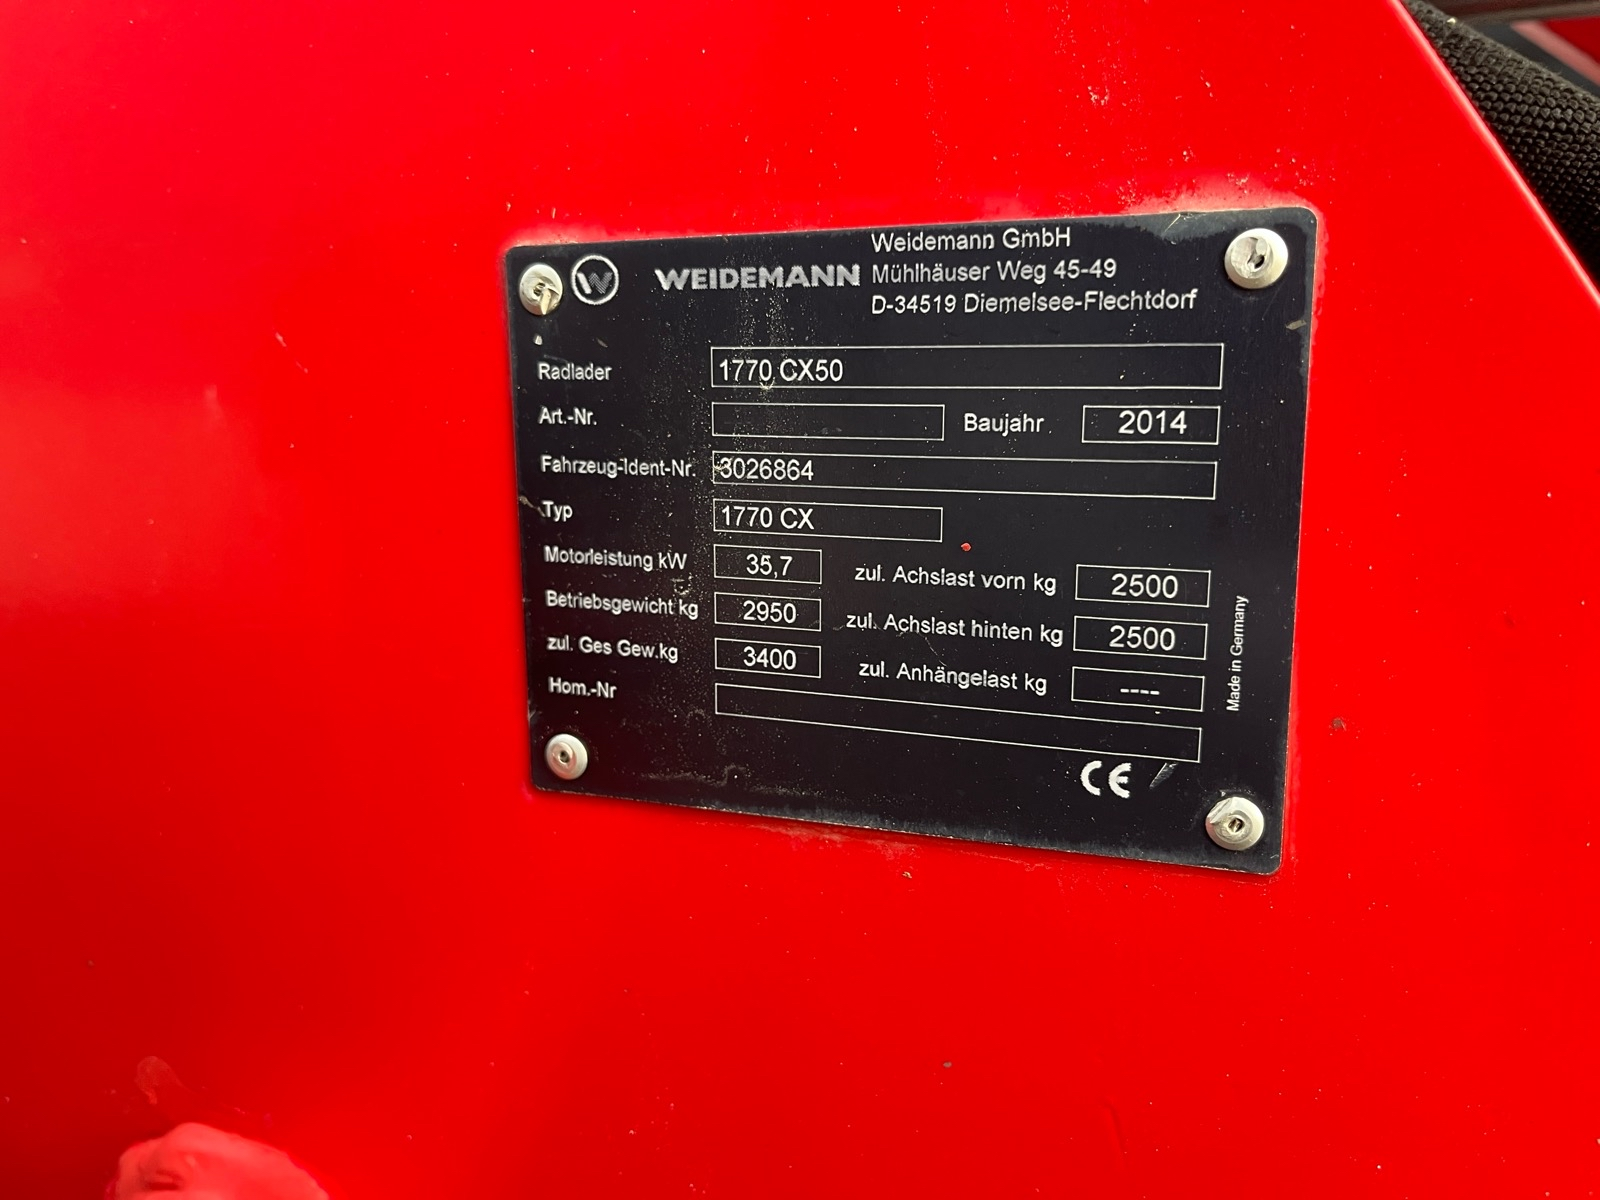 W WEIDEMANN
Weidemann GmbH
Mühlhäuser Weg 45-49
D-34519 Diemelsee-Flechtdorf
Radlader 1770 CX50
Art.-Nr. Baujahr 2014
Fahrzeug-Ident-Nr. 3026864
Typ 1770 CX
Motorleistung kW 35,7 zul. Achslast vorn kg 2500
Betriebsgewicht kg 2950 zul. Achslast hinten kg 2500
zul. Ges Gew.kg 3400 zul. Anhängelast kg ----
Hom.-Nr
Made in Germany
CE